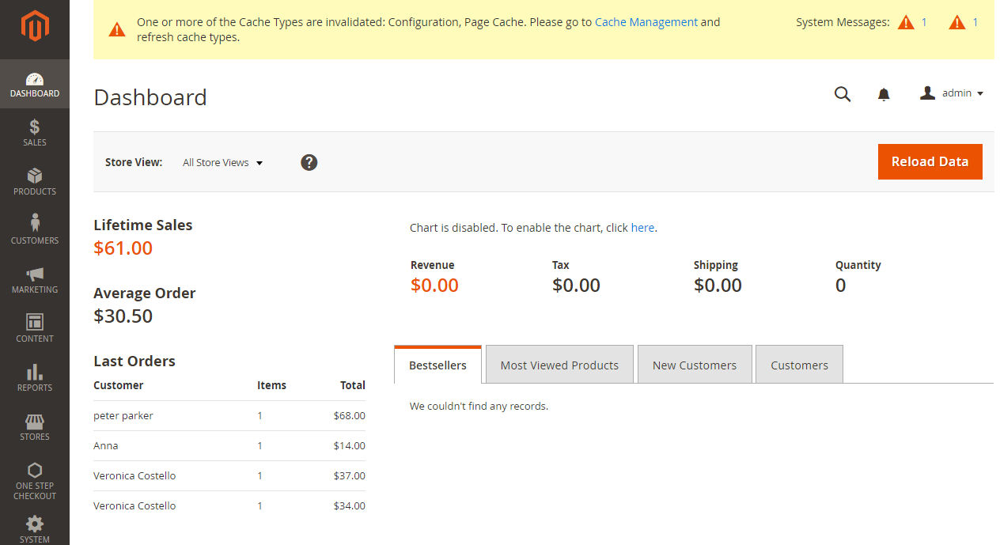 One or more of the Cache Types are invalidated: Configuration, Page Cache. Please go to Cache Management and
refresh cache types.
System Messages: 1 1
DASHBOARD
SALES
PRODUCTS
CUSTOMERS
MARKETING
CONTENT
REPORTS
STORES
ONE STEP
CHECKOUT
SYSTEM
Dashboard
admin
Store View: All Store Views ?
Reload Data
Lifetime Sales
$61.00
Average Order
$30.50
Last Orders
Customer Items Total
peter parker 1 $68.00
Anna 1 $14.00
Veronica Costello 1 $37.00
Veronica Costello 1 $34.00
Chart is disabled. To enable the chart, click here.
Revenue Tax Shipping Quantity
$0.00 $0.00 $0.00 0
Bestsellers Most Viewed Products New Customers Customers
We couldn't find any records.